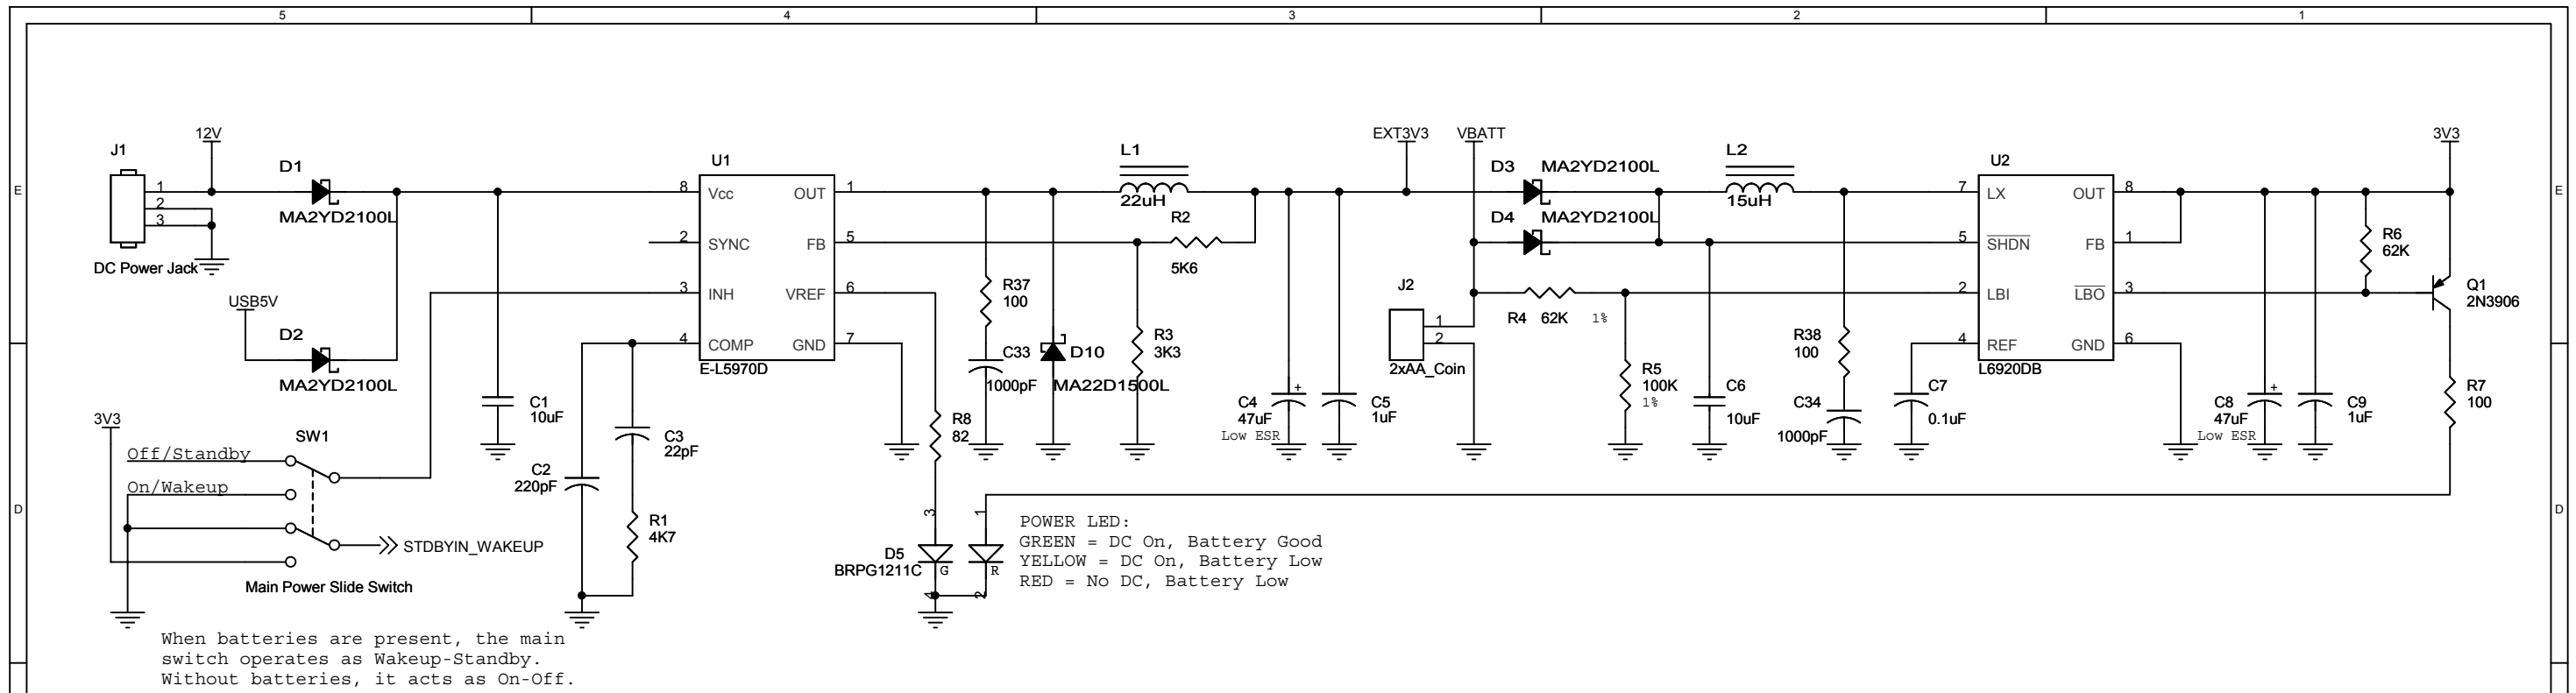 5 4 3 2 1
E E
D D
J1
1
2
3
DC Power Jack
12V
D1
MA2YD2100L
USB5V
D2
MA2YD2100L
3V3
SW1
Off/Standby
On/Wakeup
STDBYIN_WAKEUP
Main Power Slide Switch
When batteries are present, the main
switch operates as Wakeup-Standby.
Without batteries, it acts as On-Off.
C1
10uF
C2
220pF
C3
22pF
R1
4K7
U1
8 Vcc OUT 1
2 SYNC FB 5
3 INH VREF 6
4 COMP GND 7
E-L5970D
R8
82
3 1
D5
BRPG1211C
G R
4 2
POWER LED:
GREEN = DC On, Battery Good
YELLOW = DC On, Battery Low
RED = No DC, Battery Low
R37
100
C33
1000pF
D10
MA22D1500L
L1
22uH
R2
5K6
R3
3K3
C4
47uF
Low ESR
+
C5
1uF
EXT3V3
VBATT
J2
1
2
2xAA_Coin
D3 MA2YD2100L
D4 MA2YD2100L
R4 62K 1%
R5
100K
1%
C6
10uF
L2
15uH
R38
100
C34
1000pF
C7
0.1uF
U2
7 LX OUT 8
5 SHDN FB 1
2 LBI LBO 3
4 REF GND 6
L6920DB
C8
47uF
Low ESR
+
C9
1uF
R6
62K
3V3
Q1
2N3906
R7
100